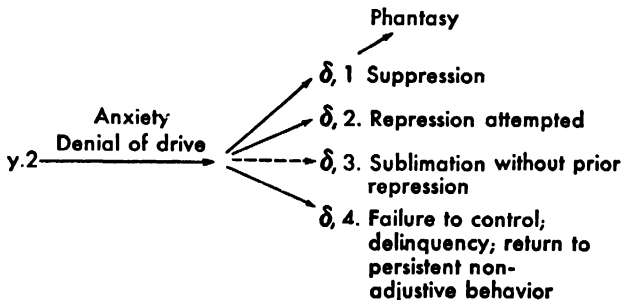 Phantasy
δ, 1 Suppression
Anxiety
Denial of drive
δ, 2. Repression attempted
y.2
δ, 3. Sublimation without prior
repression
δ, 4. Failure to control;
delinquency; return to
persistent non-
adjustive behavior